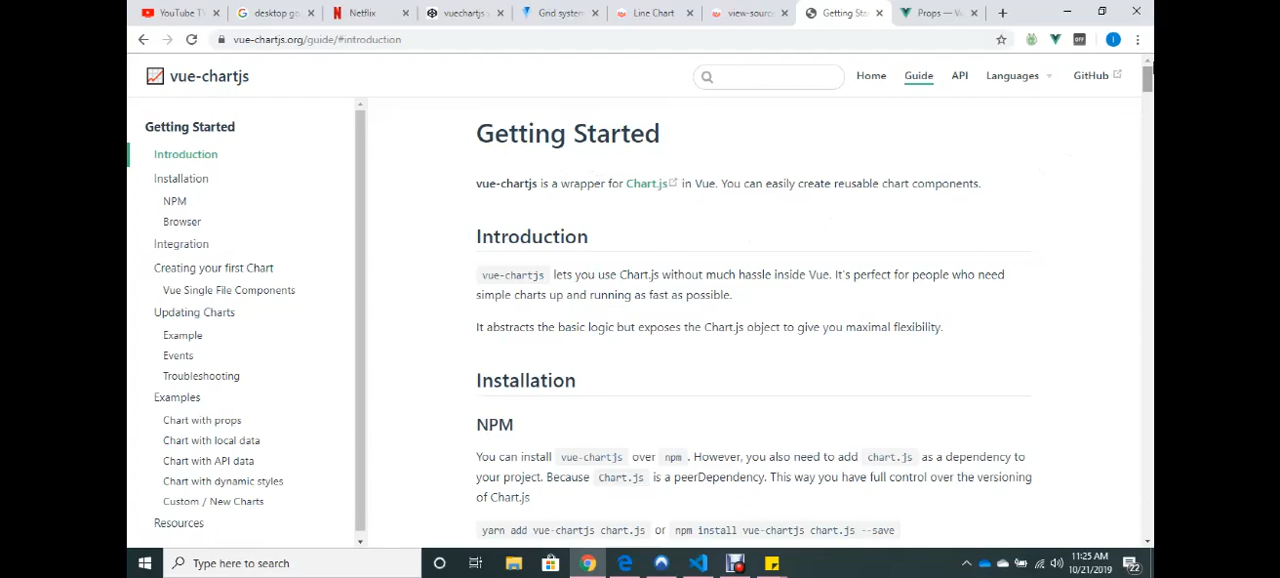 YouTube T
desktop go
Netflix
vuechartjs
Grid system
Line Chart
view-sourc
Getting Sta
Props — V
vue-chartjs.org/guide/#introduction
OFF
I
vue-chartjs
Home
Guide
API
Languages
GitHub
Getting Started
Introduction
Installation
NPM
Browser
Integration
Creating your first Chart
Vue Single File Components
Updating Charts
Example
Events
Troubleshooting
Examples
Chart with props
Chart with local data
Chart with API data
Chart with dynamic styles
Custom / New Charts
Resources
Getting Started
vue-chartjs is a wrapper for Chart.js in Vue. You can easily create reusable chart components.
Introduction
vue-chartjs lets you use Chart.js without much hassle inside Vue. It's perfect for people who need
simple charts up and running as fast as possible.
It abstracts the basic logic but exposes the Chart.js object to give you maximal flexibility.
Installation
NPM
You can install vue-chartjs over npm . However, you also need to add chart.js as a dependency to
your project. Because Chart.js is a peerDependency. This way you have full control over the versioning
of Chart.js
yarn add vue-chartjs chart.js or npm install vue-chartjs chart.js --save
Type here to search
11:25 AM
10/21/2019
22